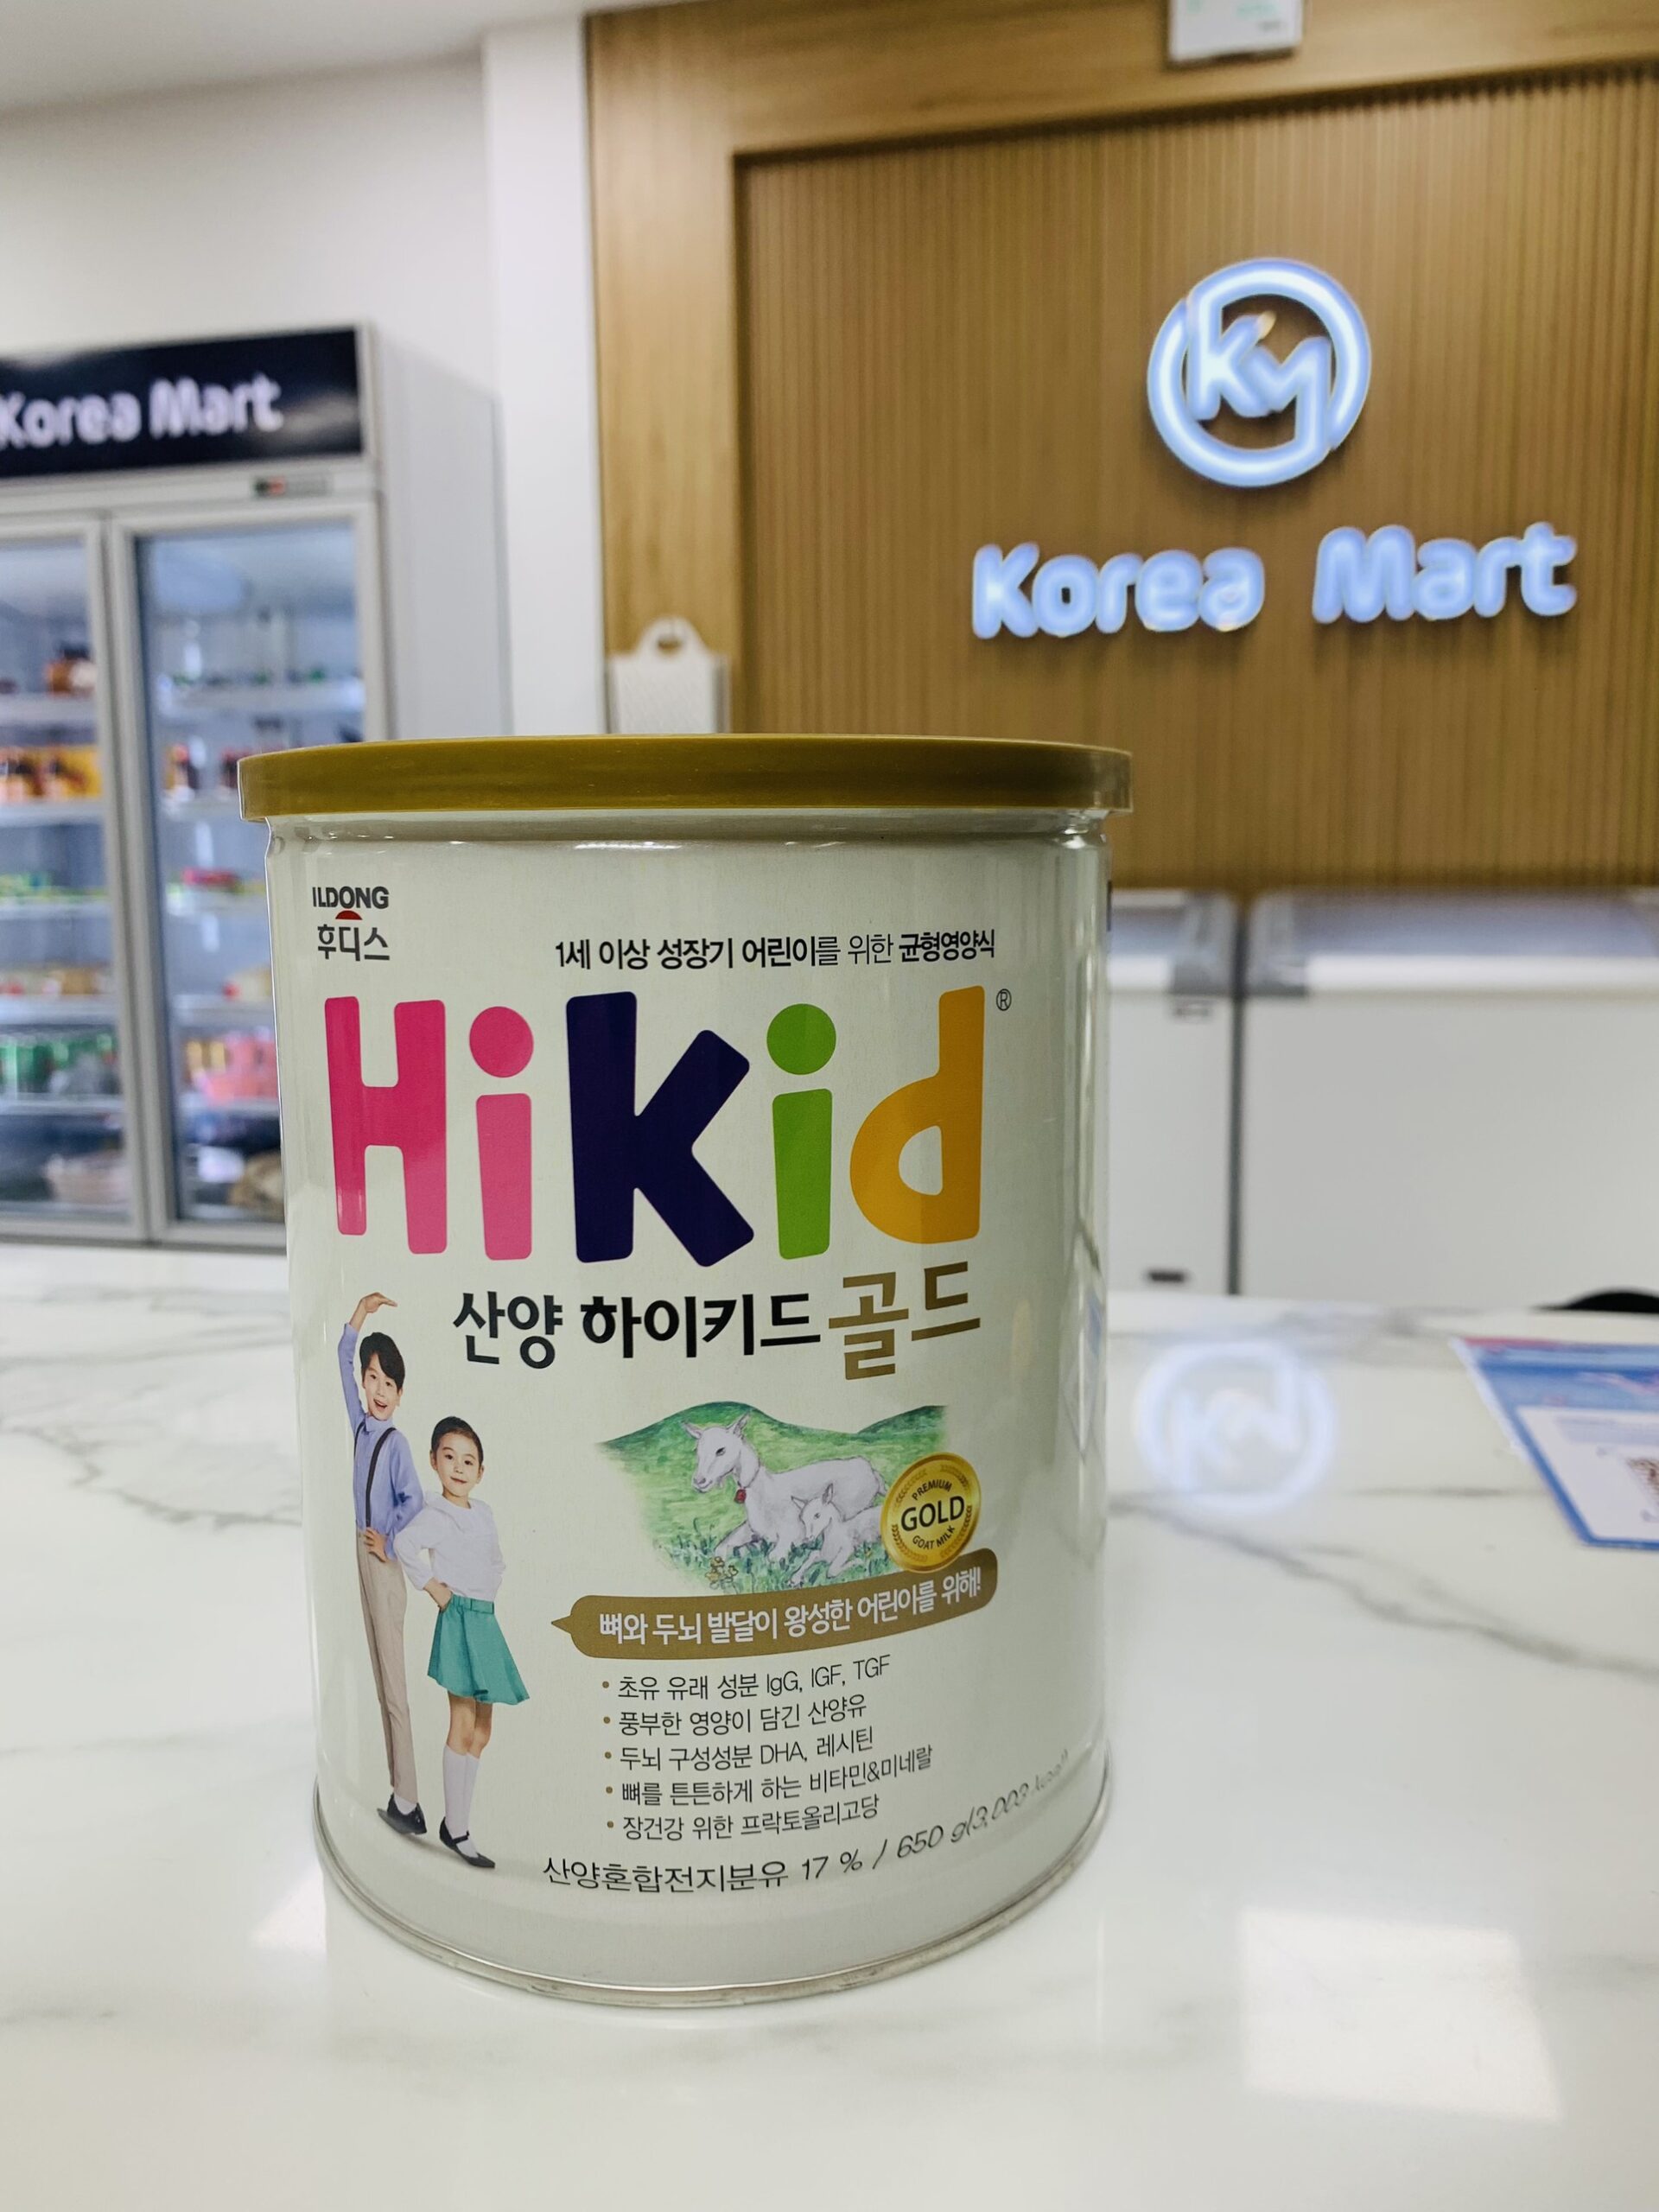 KM
Korea Mart
Korea Mart
ILDONG
후디스
1세 이상 성장기 어린이를 위한 균형영양식
Hikid®
산양 하이키드 골드
PREMIUM
GOLD
GOAT MILK
뼈와 두뇌 발달이 왕성한 어린이를 위해!
• 초유 유래 성분 IgG, IGF, TGF
• 풍부한 영양이 담긴 산양유
• 두뇌 구성성분 DHA, 레시틴
• 뼈를 튼튼하게 하는 비타민&미네랄
• 장건강 위한 프락토올리고당
산양혼합전지분유 17 % / 650 g(3,003 kcal)